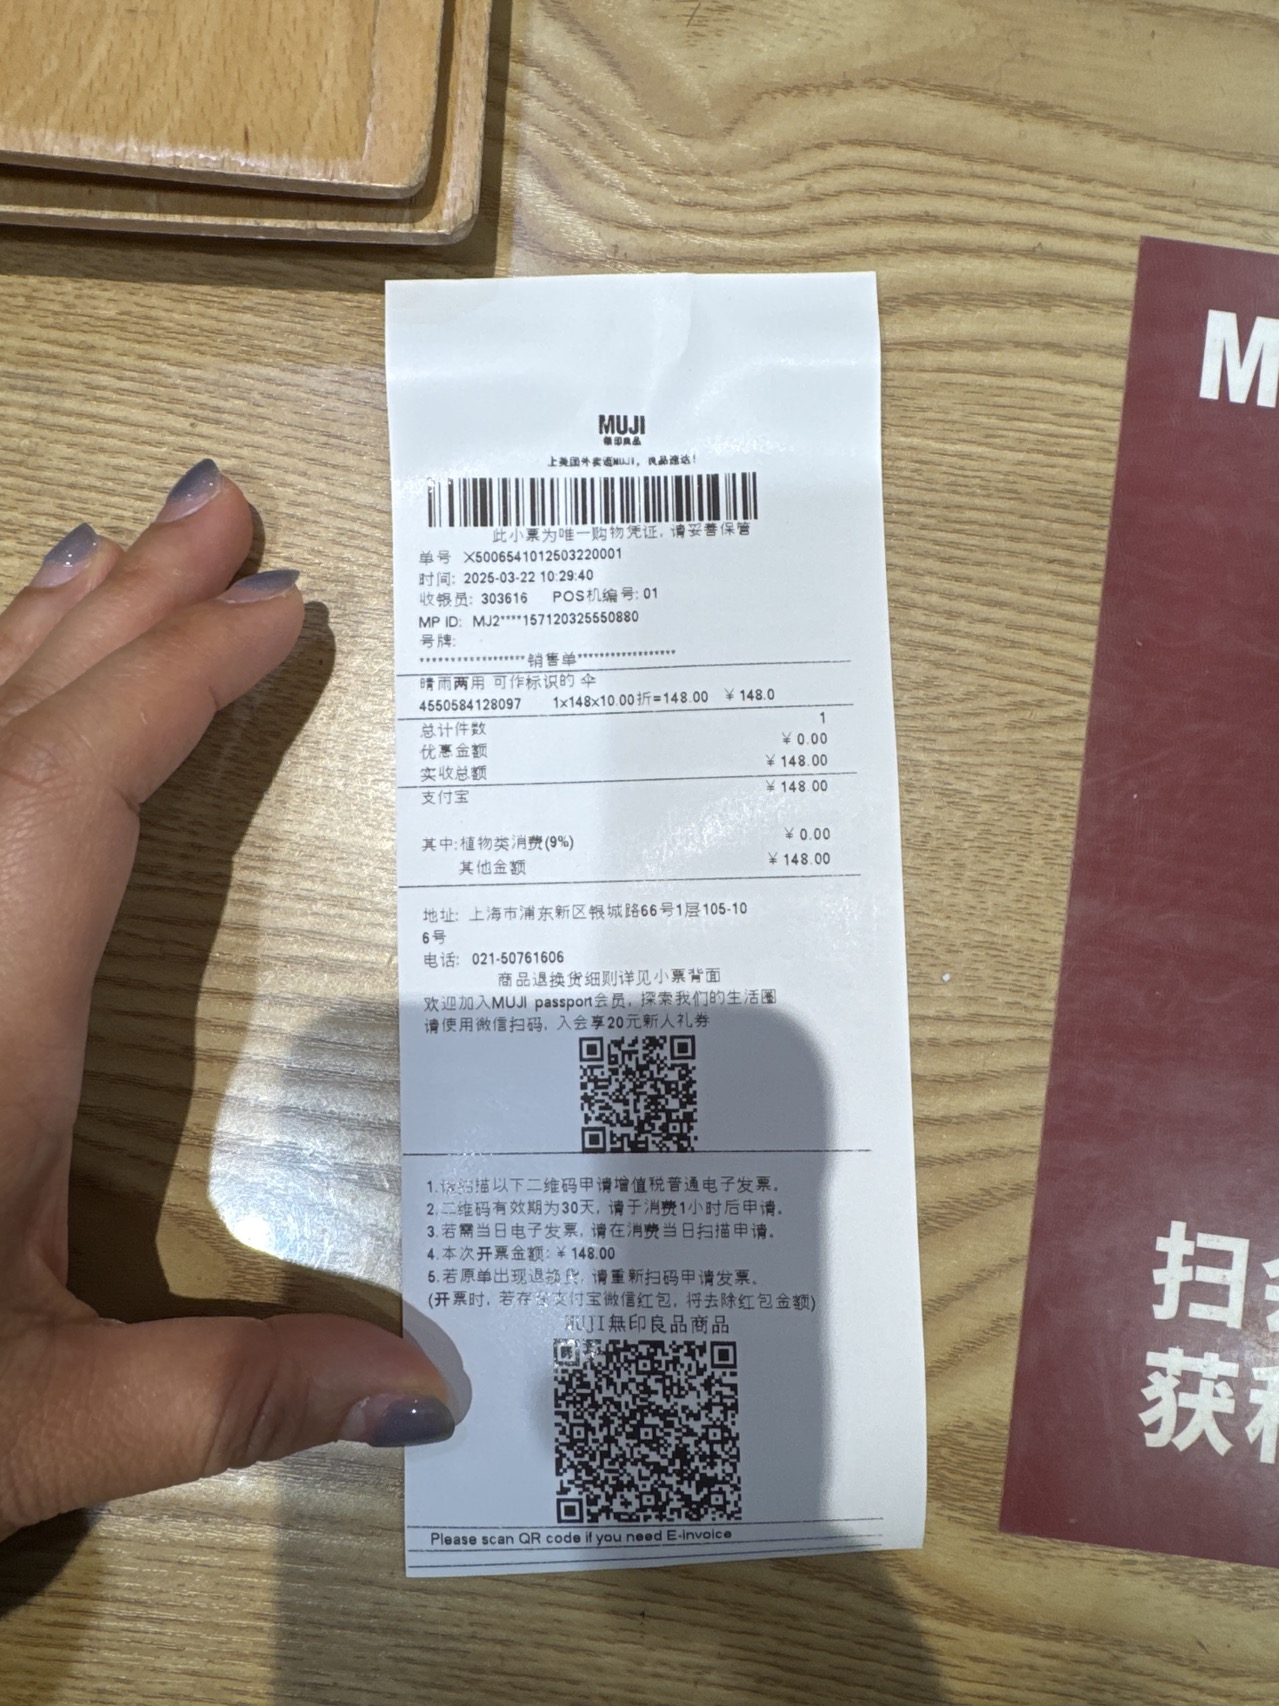 MUJI
無印良品
上美团外卖逛MUJI，良品速达！
此小票为唯一购物凭证，请妥善保管
单号 X5006541012503220001
时间: 2025-03-22 10:29:40
收银员: 303616 POS机编号: 01
MP ID: MJ2****157120325550880
号牌:
******************销售单******************
晴雨两用 可作标识的 伞
4550584128097 1x148x10.00折=148.00 ￥148.0
总计件数 1
优惠金额 ￥0.00
实收总额 ￥148.00
支付宝 ￥148.00
其中:植物类消费(9%) ￥0.00
其他金额 ￥148.00
地址: 上海市浦东新区银城路66号1层105-10
6号
电话: 021-50761606
商品退换货细则详见小票背面
欢迎加入MUJI passport会员，探索我们的生活圈
请使用微信扫码，入会享20元新人礼券
1.请扫描以下二维码申请增值税普通电子发票。
2.二维码有效期为30天，请于消费1小时后申请。
3.若需当日电子发票，请在消费当日扫描申请。
4.本次开票金额: ￥148.00
5.若原单出现退换货，请重新扫码申请发票。
(开票时，若存在支付宝微信红包，将去除红包金额)
MUJI無印良品商品
Please scan QR code if you need E-invoice
M
扫
获